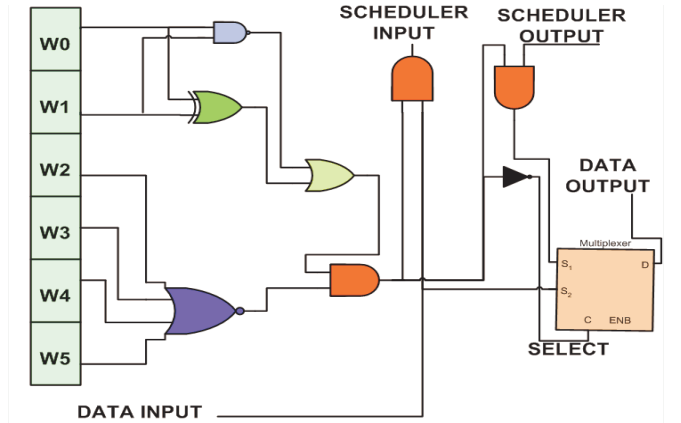 SCHEDULER
INPUT
SCHEDULER
OUTPUT
W0
W1
W2
W3
W4
W5
DATA
OUTPUT
Multiplexer
S1
D
S2
C ENB
SELECT
DATA INPUT